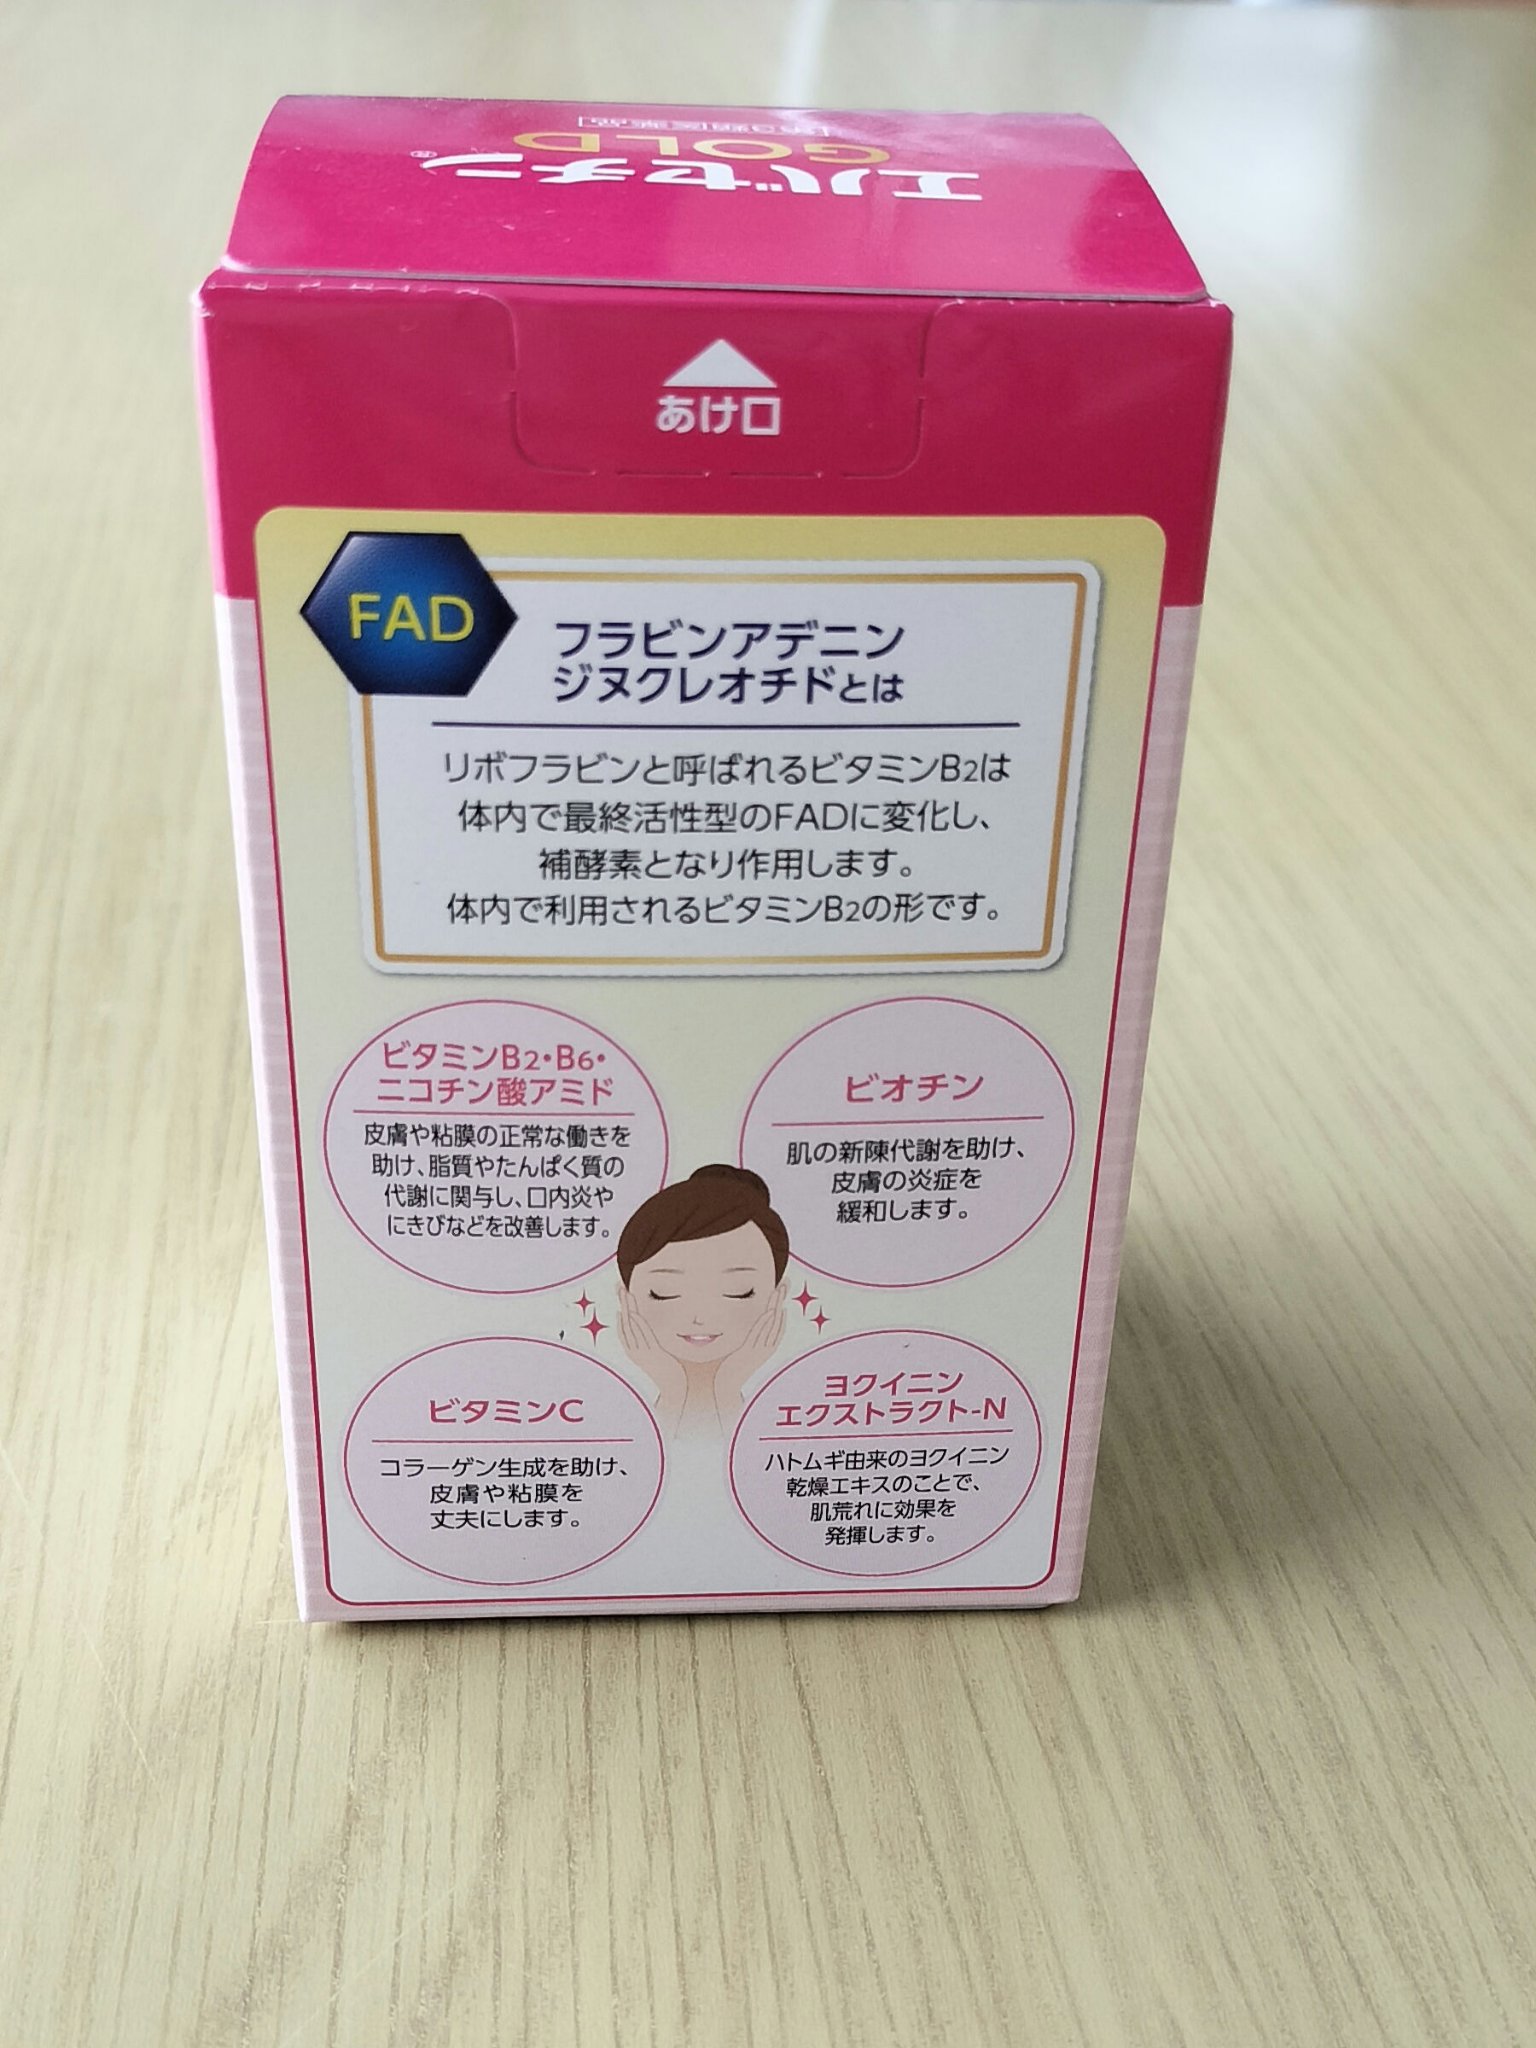 エバセチン®
GOLD
[第3類医薬品]
あけ口
FAD
フラビンアデニン
ジヌクレオチドとは
リボフラビンと呼ばれるビタミンB2は
体内で最終活性型のFADに変化し、
補酵素となり作用します。
体内で利用されるビタミンB2の形です。
ビタミンB2・B6・
ニコチン酸アミド
皮膚や粘膜の正常な働きを
助け、脂質やたんぱく質の
代謝に関与し、口内炎や
にきびなどを改善します。
ビオチン
肌の新陳代謝を助け、
皮膚の炎症を
緩和します。
ビタミンC
コラーゲン生成を助け、
皮膚や粘膜を
丈夫にします。
ヨクイニン
エクストラクト-N
ハトムギ由来のヨクイニン
乾燥エキスのことで、
肌荒れに効果を
発揮します。